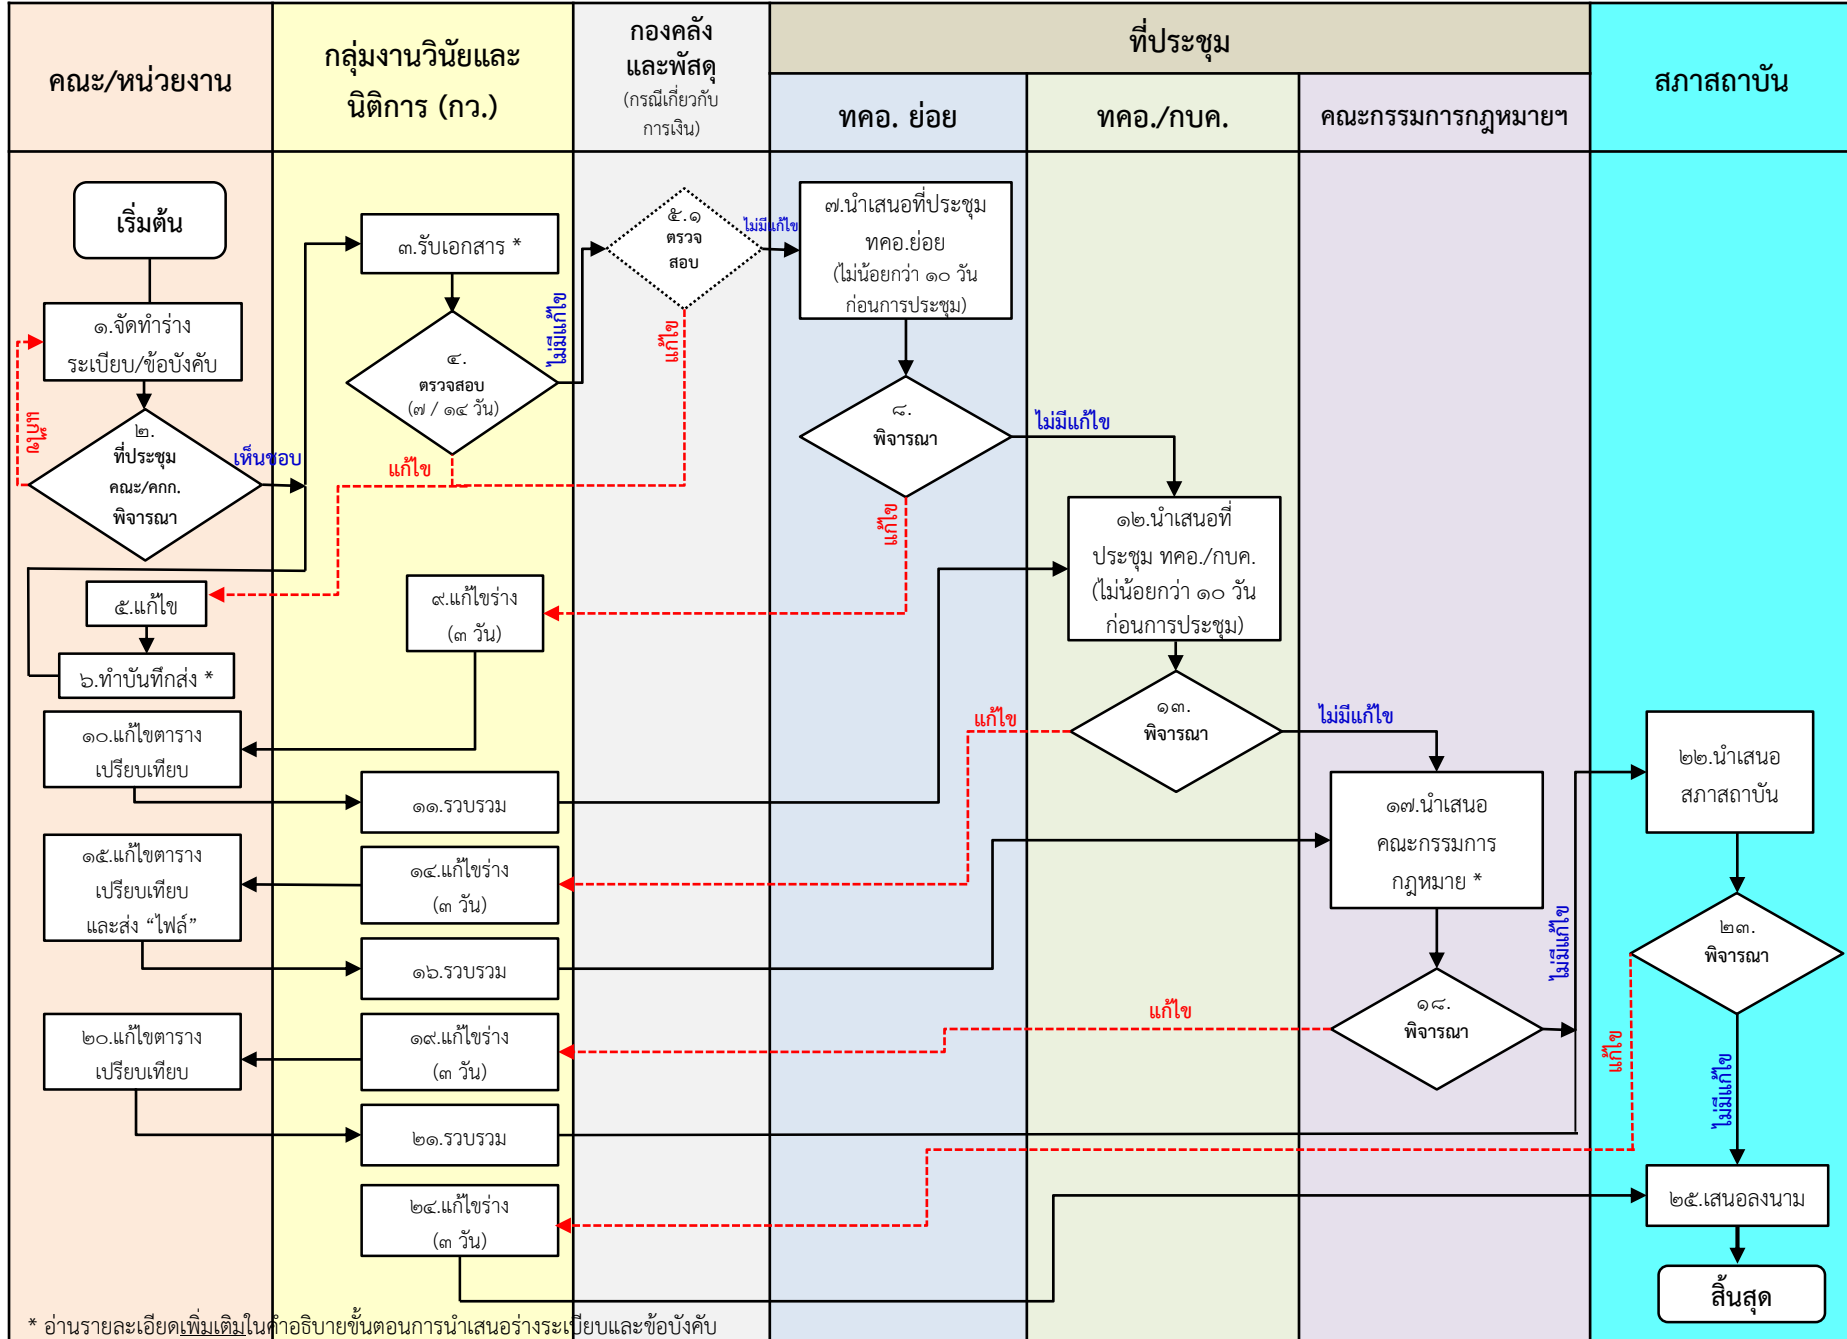 คณะ/หน่วยงาน
กลุ่มงานวินัยและ
นิติการ (กว.)
กองคลัง
และพัสดุ
(กรณีเกี่ยวกับ
การเงิน)
ที่ประชุม
ทคอ. ย่อย
ทคอ./กบค.
คณะกรรมการกฎหมายฯ
สภาสถาบัน
เริ่มต้น
๑.จัดทำร่าง
ระเบียบ/ข้อบังคับ
แก้ไข
๒.
ที่ประชุม
คณะ/คกก.
พิจารณา
เห็นชอบ
๓.รับเอกสาร *
๔.
ตรวจสอบ
(๗ / ๑๔ วัน)
ไม่มีแก้ไข
แก้ไข
๕.๑
ตรวจ
สอบ
ไม่มีแก้ไข
แก้ไข
๕.แก้ไข
๖.ทำบันทึกส่ง *
๗.นำเสนอที่ประชุม
ทคอ.ย่อย
(ไม่น้อยกว่า ๑๐ วัน
ก่อนการประชุม)
๘.
พิจารณา
ไม่มีแก้ไข
แก้ไข
๙.แก้ไขร่าง
(๓ วัน)
๑๐.แก้ไขตาราง
เปรียบเทียบ
๑๑.รวบรวม
๑๒.นำเสนอที่
ประชุม ทคอ./กบค.
(ไม่น้อยกว่า ๑๐ วัน
ก่อนการประชุม)
๑๓.
พิจารณา
ไม่มีแก้ไข
แก้ไข
๑๔.แก้ไขร่าง
(๓ วัน)
๑๕.แก้ไขตาราง
เปรียบเทียบ
และส่ง “ไฟล์”
๑๖.รวบรวม
๑๗.นำเสนอ
คณะกรรมการ
กฎหมาย *
๑๘.
พิจารณา
ไม่มีแก้ไข
แก้ไข
๑๙.แก้ไขร่าง
(๓ วัน)
๒๐.แก้ไขตาราง
เปรียบเทียบ
๒๑.รวบรวม
๒๒.นำเสนอ
สภาสถาบัน
๒๓.
พิจารณา
แก้ไข
ไม่มีแก้ไข
๒๔.แก้ไขร่าง
(๓ วัน)
๒๕.เสนอลงนาม
สิ้นสุด
* อ่านรายละเอียดเพิ่มเติมในคำอธิบายขั้นตอนการนำเสนอร่างระเบียบและข้อบังคับ